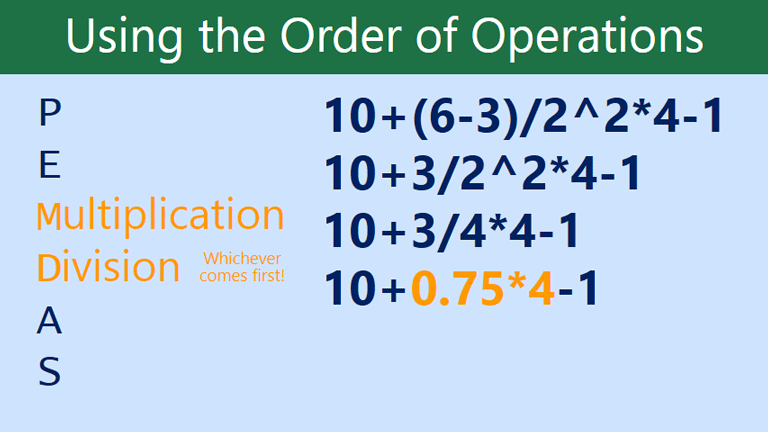 Using the Order of Operations
P
E
Multiplication
Division
Whichever
comes first!
A
S
10+(6-3)/2^2*4-1
10+3/2^2*4-1
10+3/4*4-1
10+0.75*4-1